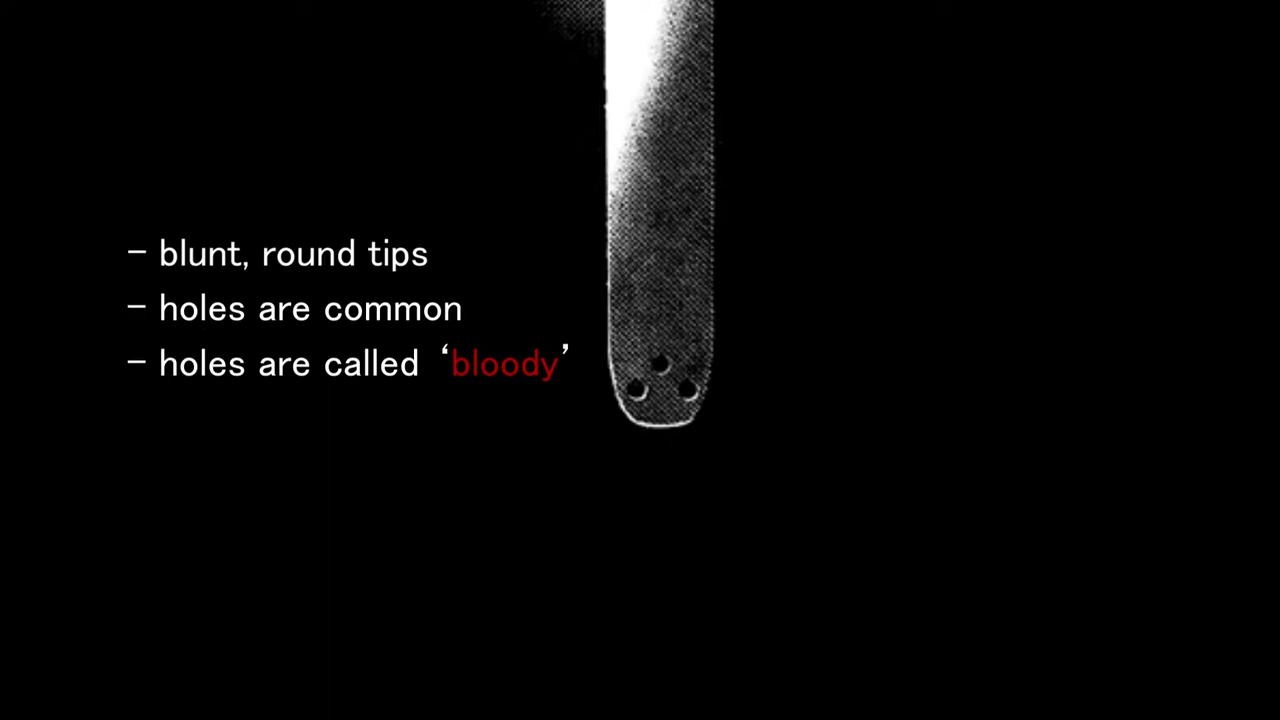 – blunt, round tips
– holes are common
– holes are called ‘bloody’